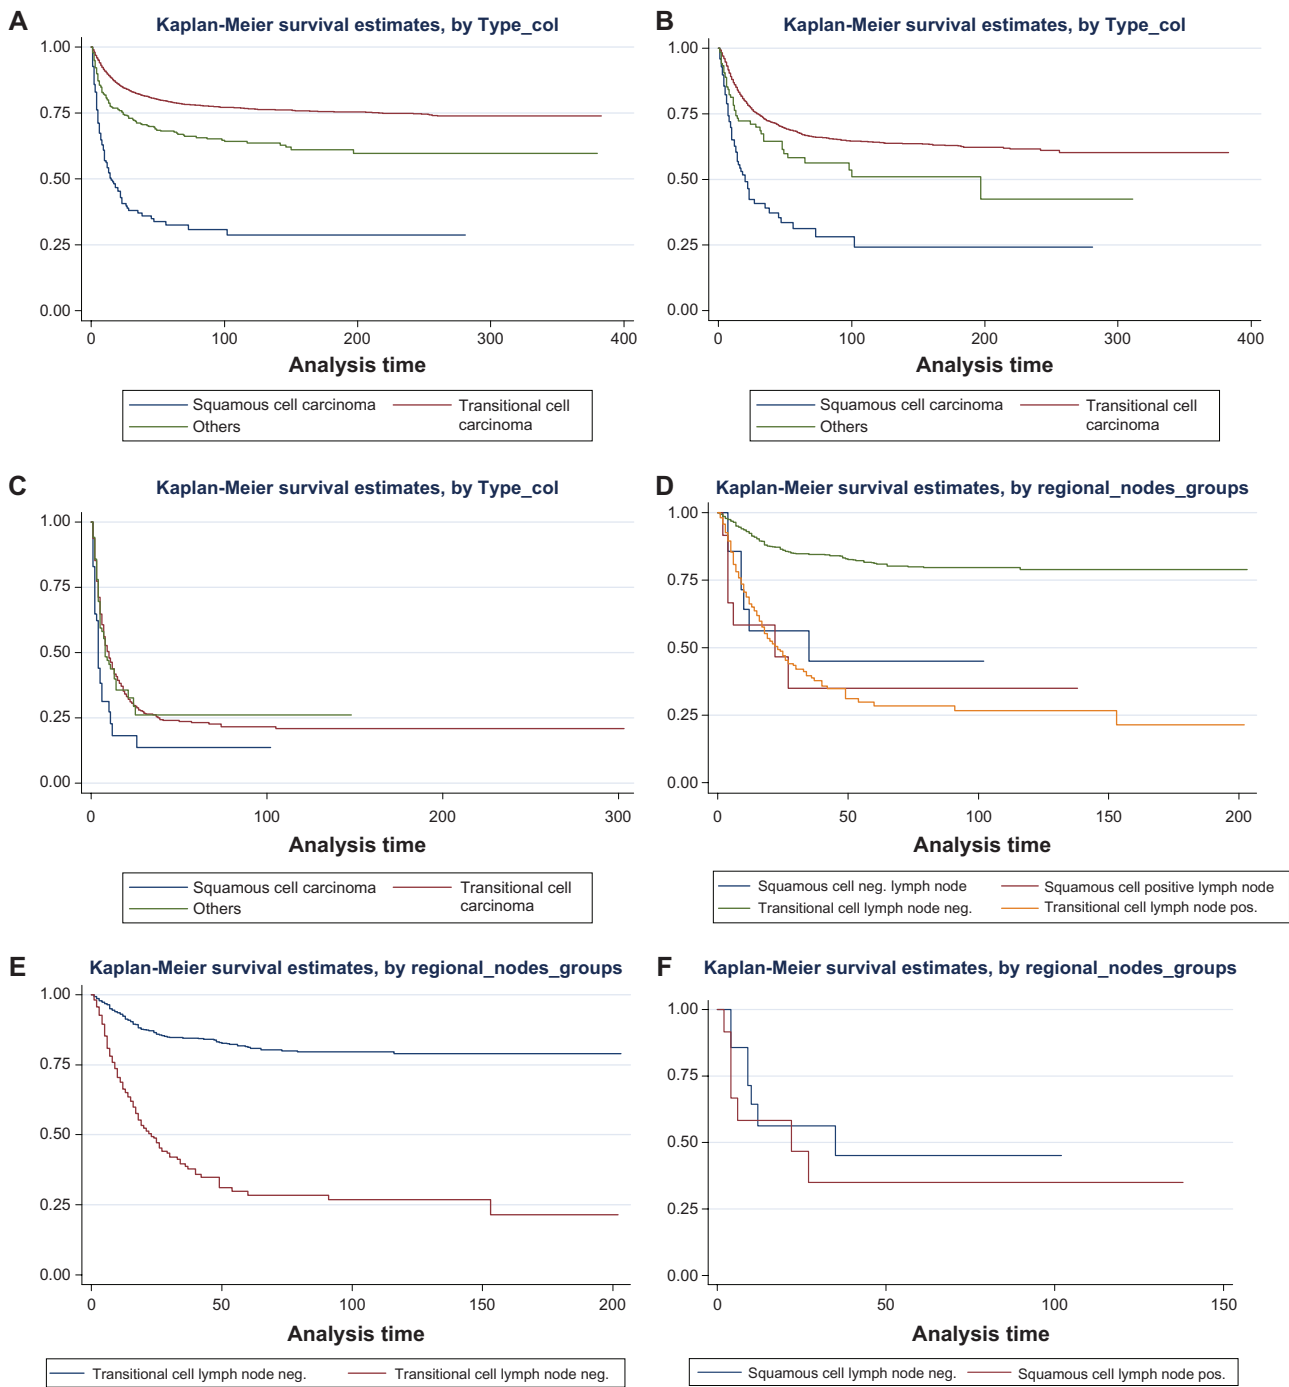 A
Kaplan-Meier survival estimates, by Type_col
1.00
0.75
0.50
0.25
0.00
0 100 200 300 400
Analysis time
Squamous cell carcinoma
Transitional cell
carcinoma
Others
B
Kaplan-Meier survival estimates, by Type_col
1.00
0.75
0.50
0.25
0.00
0 100 200 300 400
Analysis time
Squamous cell carcinoma
Transitional cell
carcinoma
Others
C
Kaplan-Meier survival estimates, by Type_col
1.00
0.75
0.50
0.25
0.00
0 100 200 300
Analysis time
Squamous cell carcinoma
Transitional cell
carcinoma
Others
D
Kaplan-Meier survival estimates, by regional_nodes_groups
1.00
0.75
0.50
0.25
0.00
0 50 100 150 200
Analysis time
Squamous cell neg. lymph node
Squamous cell positive lymph node
Transitional cell lymph node neg.
Transitional cell lymph node pos.
E
Kaplan-Meier survival estimates, by regional_nodes_groups
1.00
0.75
0.50
0.25
0.00
0 50 100 150 200
Analysis time
Transitional cell lymph node neg.
Transitional cell lymph node neg.
F
Kaplan-Meier survival estimates, by regional_nodes_groups
1.00
0.75
0.50
0.25
0.00
0 50 100 150
Analysis time
Squamous cell lymph node neg.
Squamous cell lymph node pos.